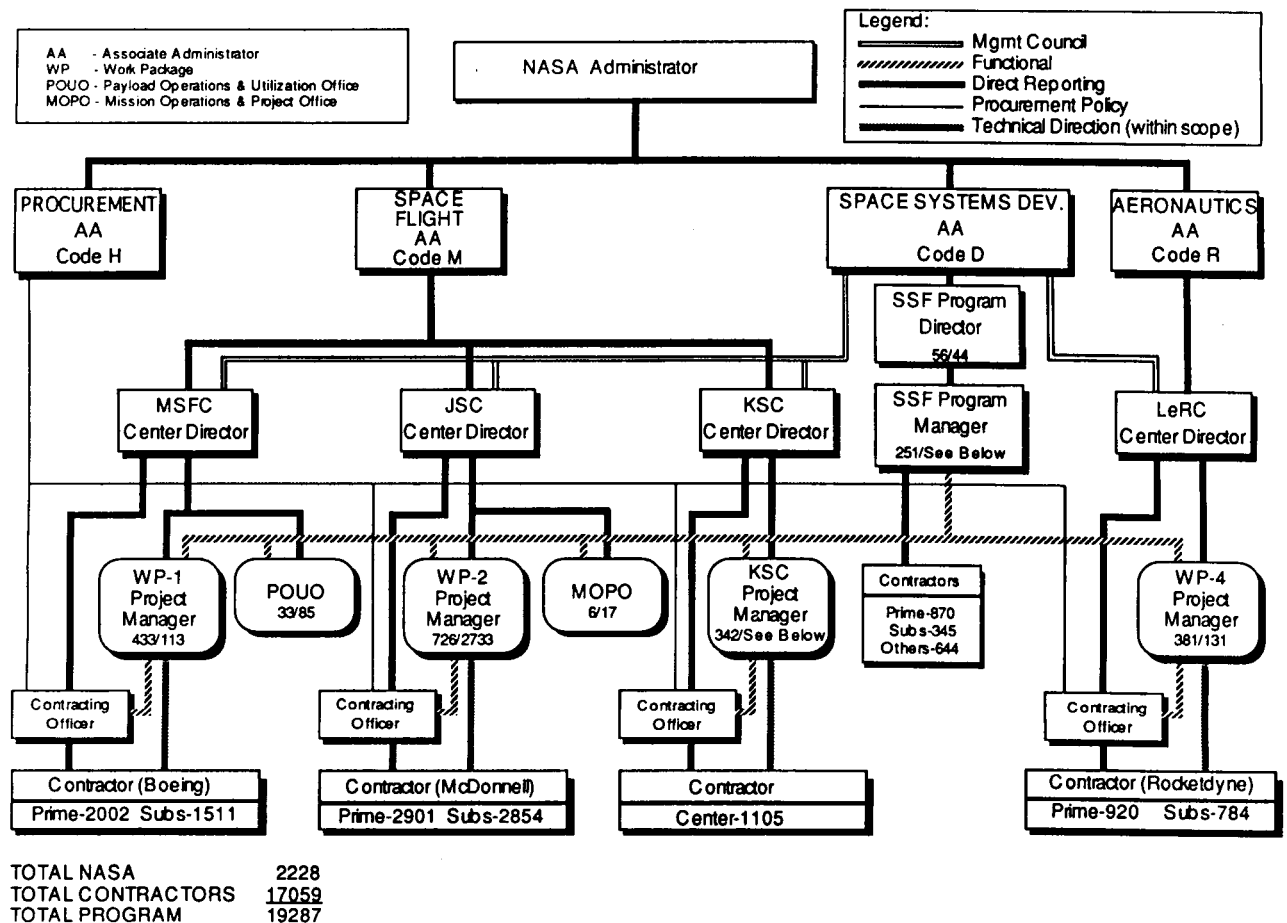 AA - Associate Administrator
WP - Work Package
POUO - Payload Operations & Utilization Office
MOPO - Mission Operations & Project Office
NASA Administrator
Legend:
Mgmt Council
Functional
Direct Reporting
Procurement Policy
Technical Direction (within scope)
PROCUREMENT
AA
Code H
SPACE
FLIGHT
AA
Code M
SPACE SYSTEMS DEV.
AA
Code D
AERONAUTICS
AA
Code R
SSF Program
Director
56/44
MSFC
Center Director
JSC
Center Director
KSC
Center Director
SSF Program
Manager
251/See Below
LeRC
Center Director
WP-1
Project
Manager
433/113
POUO
33/85
WP-2
Project
Manager
726/2733
MOPO
6/17
KSC
Project
Manager
342/See Below
Contractors
Prime-870
Subs-345
Others-644
WP-4
Project
Manager
381/131
Contracting
Officer
Contracting
Officer
Contracting
Officer
Contracting
Officer
Contractor (Boeing)
Prime-2002 Subs-1511
Contractor (McDonnell)
Prime-2901 Subs-2854
Contractor
Center-1105
Contractor (Rocketdyne)
Prime-920 Subs-784
TOTAL NASA 2228
TOTAL CONTRACTORS 17059
TOTAL PROGRAM 19287